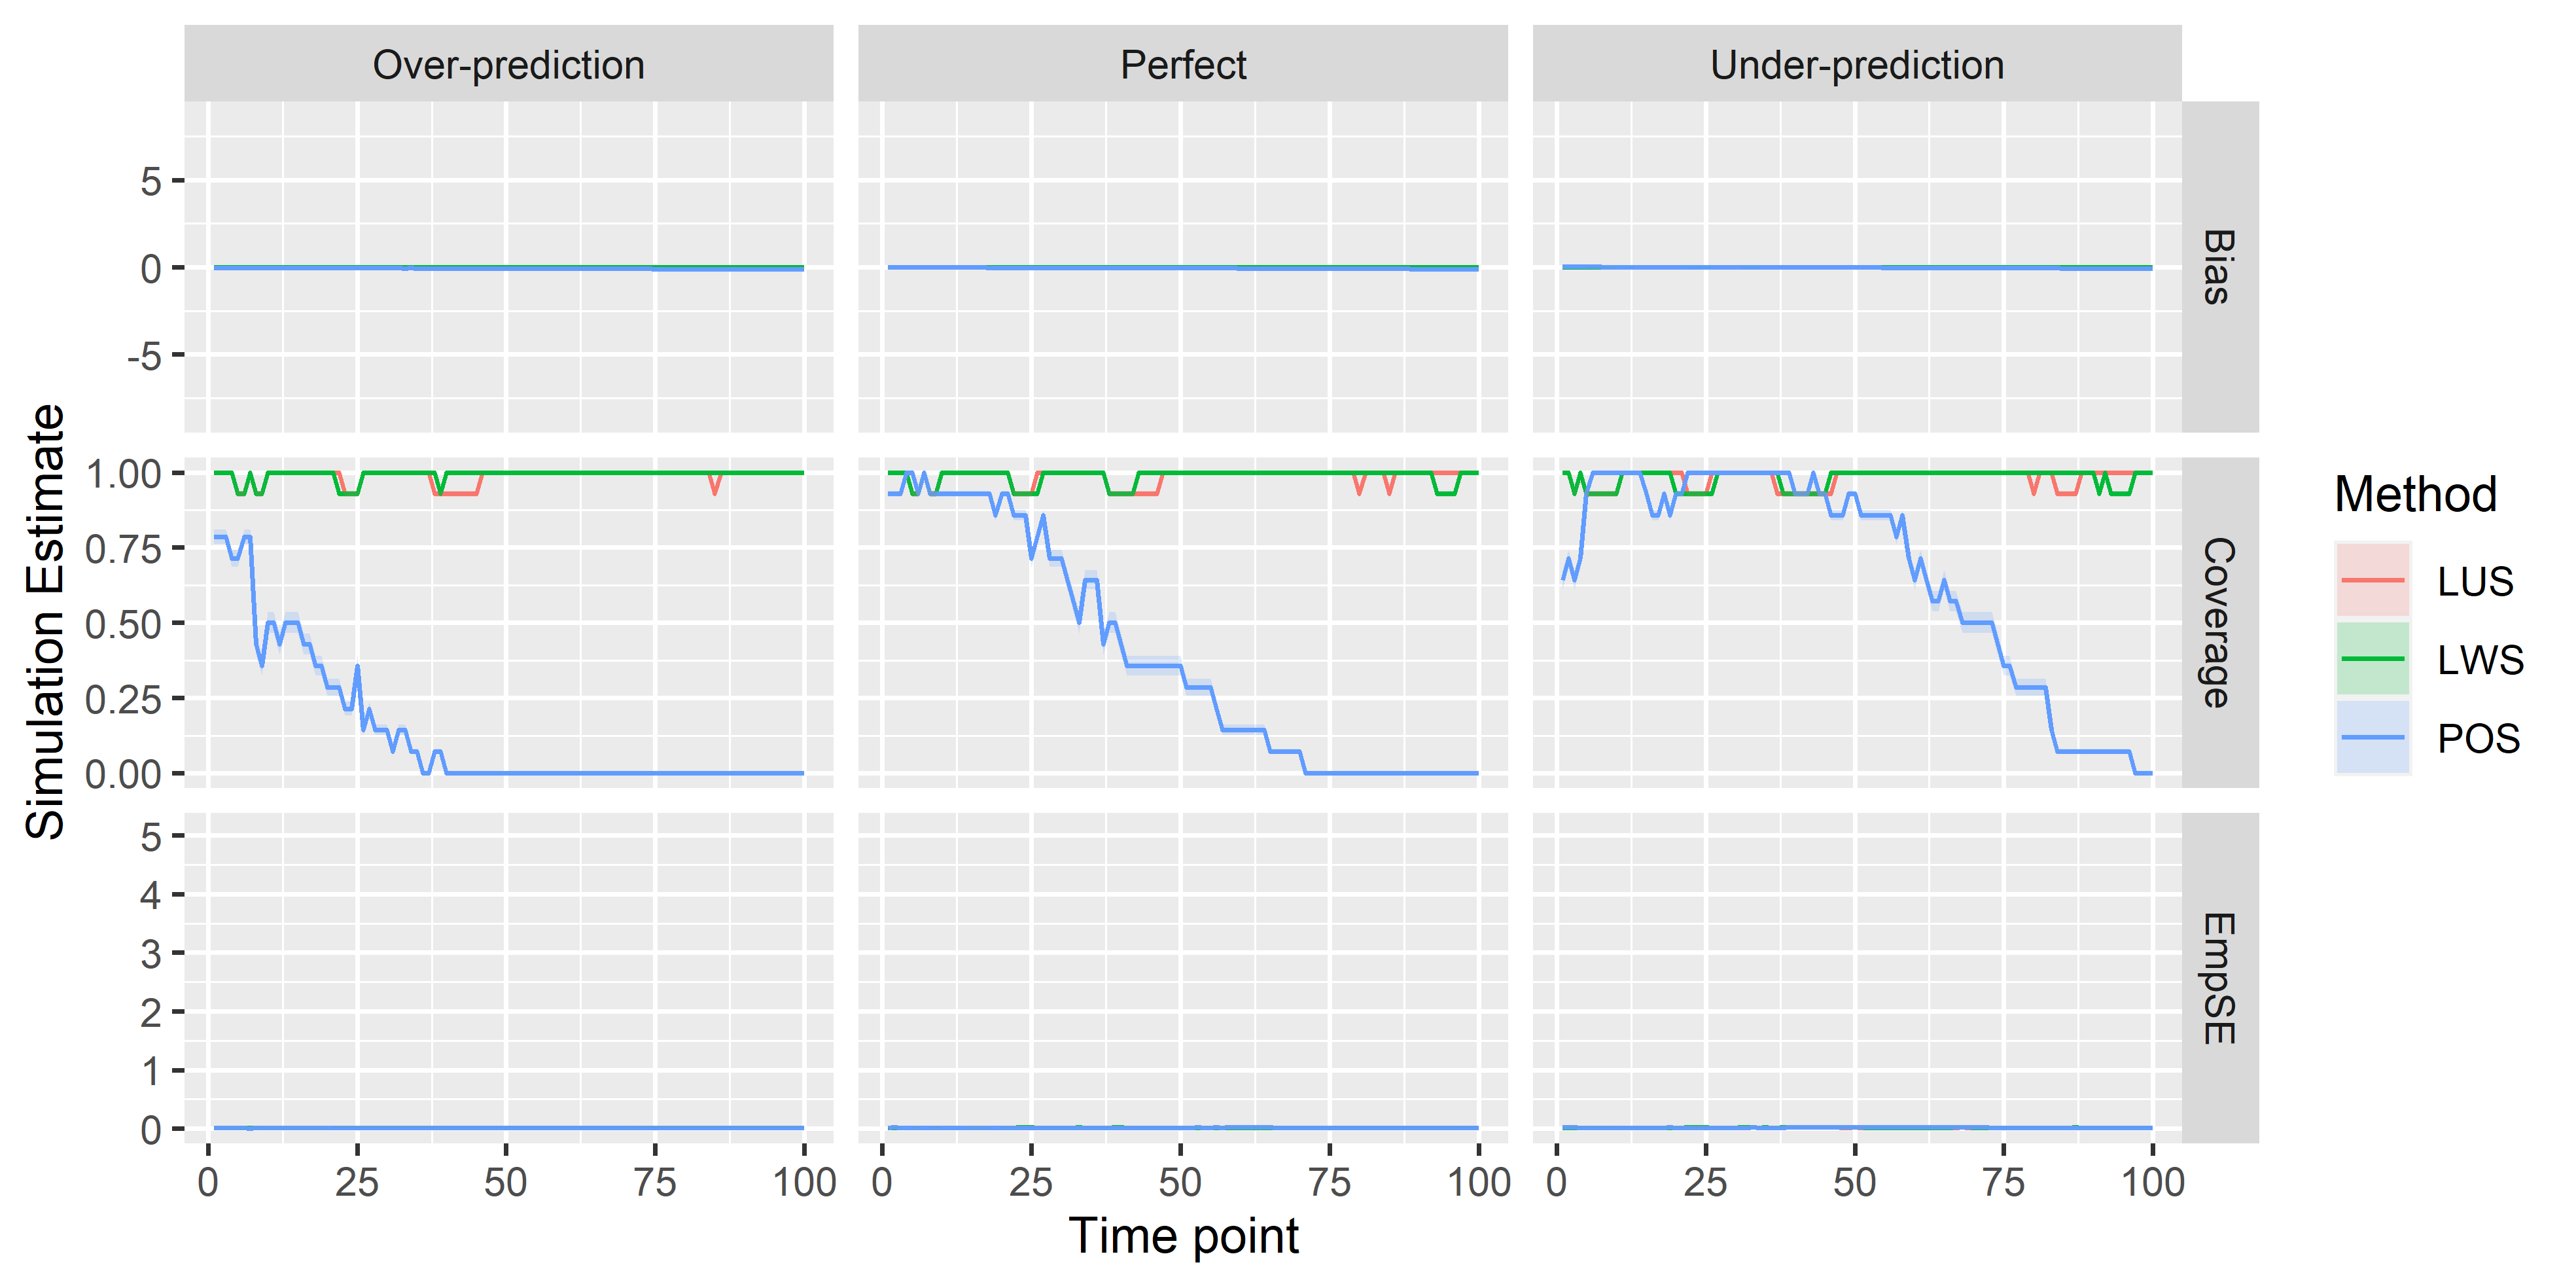 Over-prediction
Perfect
Under-prediction
5
0
-5
Bias
1.00
0.75
0.50
0.25
0.00
Coverage
5
4
3
2
1
0
EmpSE
0 25 50 75 100
0 25 50 75 100
0 25 50 75 100
Time point
Simulation Estimate
Method
LUS
LWS
POS